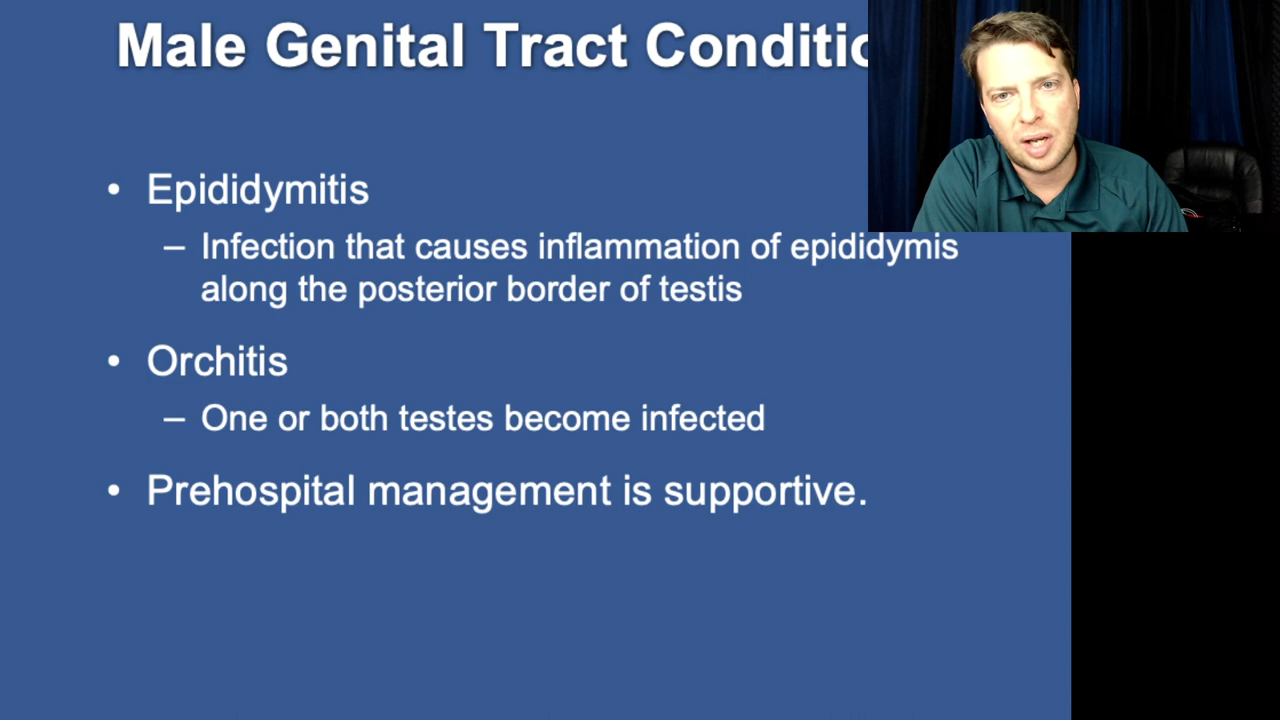 Male Genital Tract
• Epididymitis
– Infection that causes inflammation of epididymis
along the posterior border of testis
• Orchitis
– One or both testes become infected
• Prehospital management is supportive.